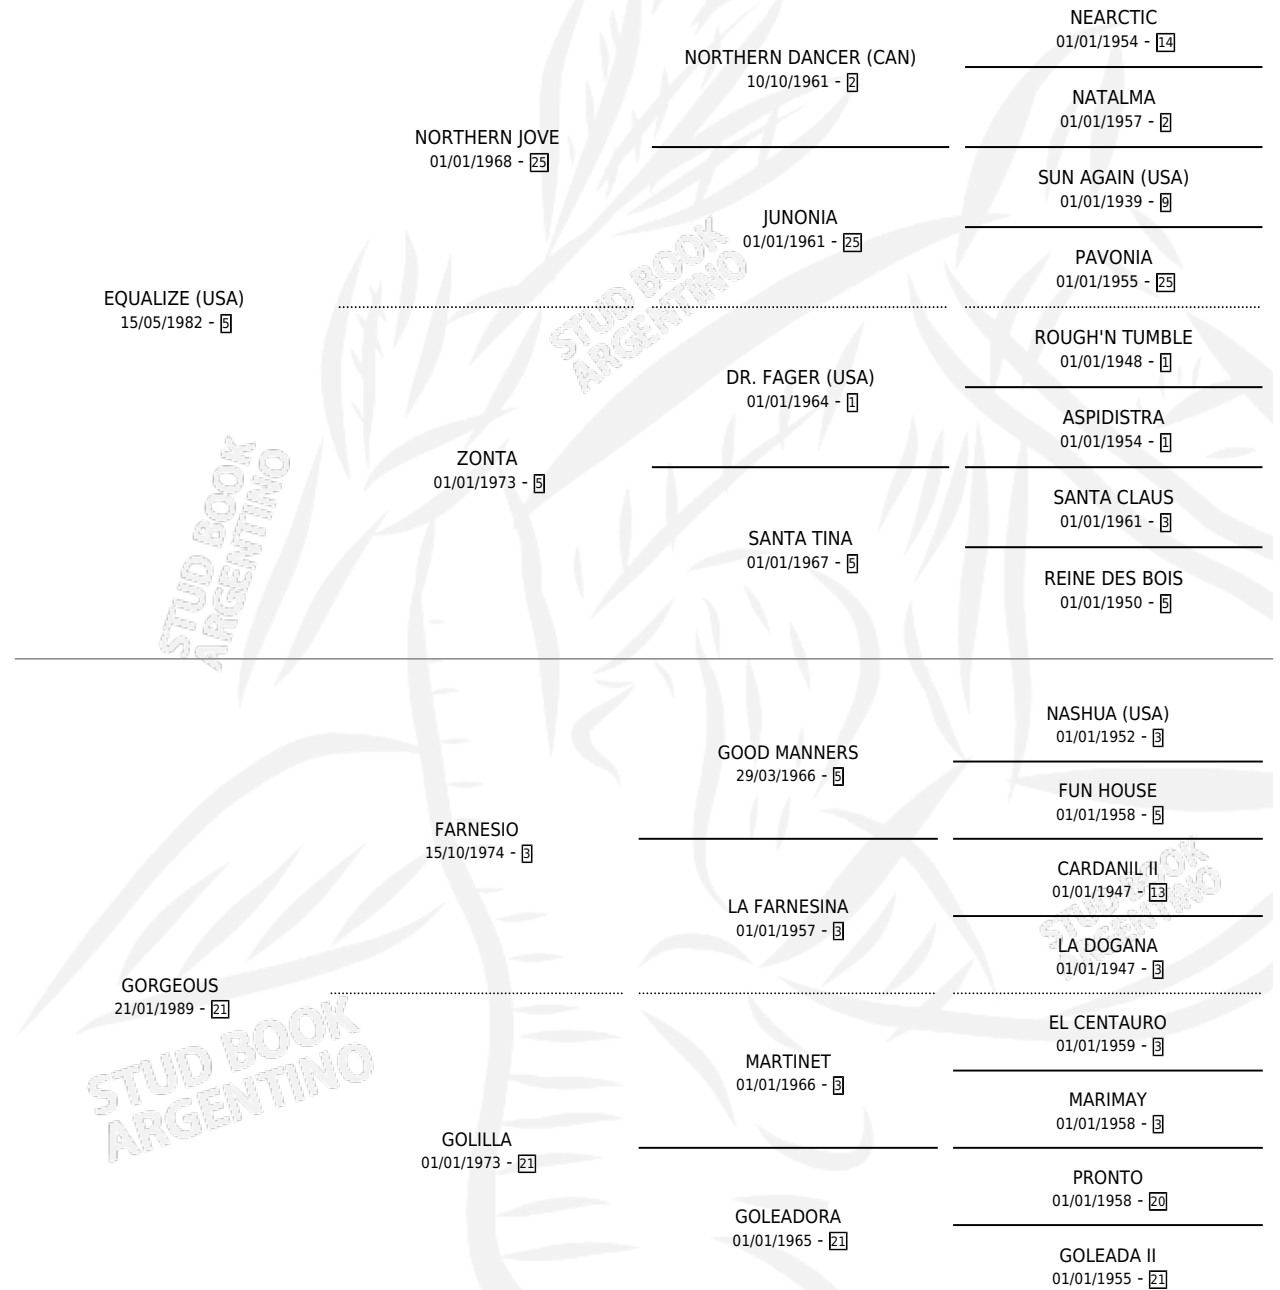 NEARCTIC
01/01/1954 - 14
NORTHERN DANCER (CAN)
10/10/1961 - 2
NATALMA
01/01/1957 - 2
NORTHERN JOVE
01/01/1968 - 25
SUN AGAIN (USA)
01/01/1939 - 9
JUNONIA
01/01/1961 - 25
PAVONIA
01/01/1955 - 25
EQUALIZE (USA)
15/05/1982 - 5
STUD BOOK
ARGENTINO
ROUGH'N TUMBLE
01/01/1948 - 1
DR. FAGER (USA)
01/01/1964 - 1
ASPIDISTRA
01/01/1954 - 1
ZONTA
01/01/1973 - 5
SANTA CLAUS
01/01/1961 - 3
SANTA TINA
01/01/1967 - 5
REINE DES BOIS
01/01/1950 - 5
STUD BOOK
ARGENTINO
NASHUA (USA)
01/01/1952 - 3
GOOD MANNERS
29/03/1966 - 5
FUN HOUSE
01/01/1958 - 5
FARNESIO
15/10/1974 - 3
CARDANIL II
01/01/1947 - 13
LA FARNESINA
01/01/1957 - 3
STUD BOOK
ARGENTINO
LA DOGANA
01/01/1947 - 3
GORGEOUS
21/01/1989 - 21
EL CENTAURO
01/01/1959 - 3
MARTINET
01/01/1966 - 3
MARIMAY
01/01/1958 - 3
STUD BOOK
ARGENTINO
GOLILLA
01/01/1973 - 21
PRONTO
01/01/1958 - 20
GOLEADORA
01/01/1965 - 21
GOLEADA II
01/01/1955 - 21